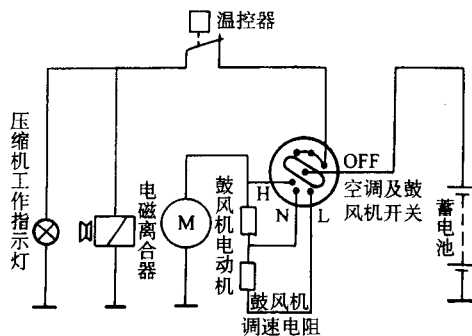 温控器
压缩机工作指示灯
电磁离合器
M
鼓风机电动机
H
N
L
OFF
空调及鼓
风机开关
蓄电池
鼓风机
调速电阻